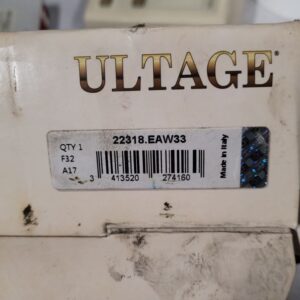 ULTAGE®
22318.EAW33
QTY 1
F32
A17
3 413520 274160
Made in Italy